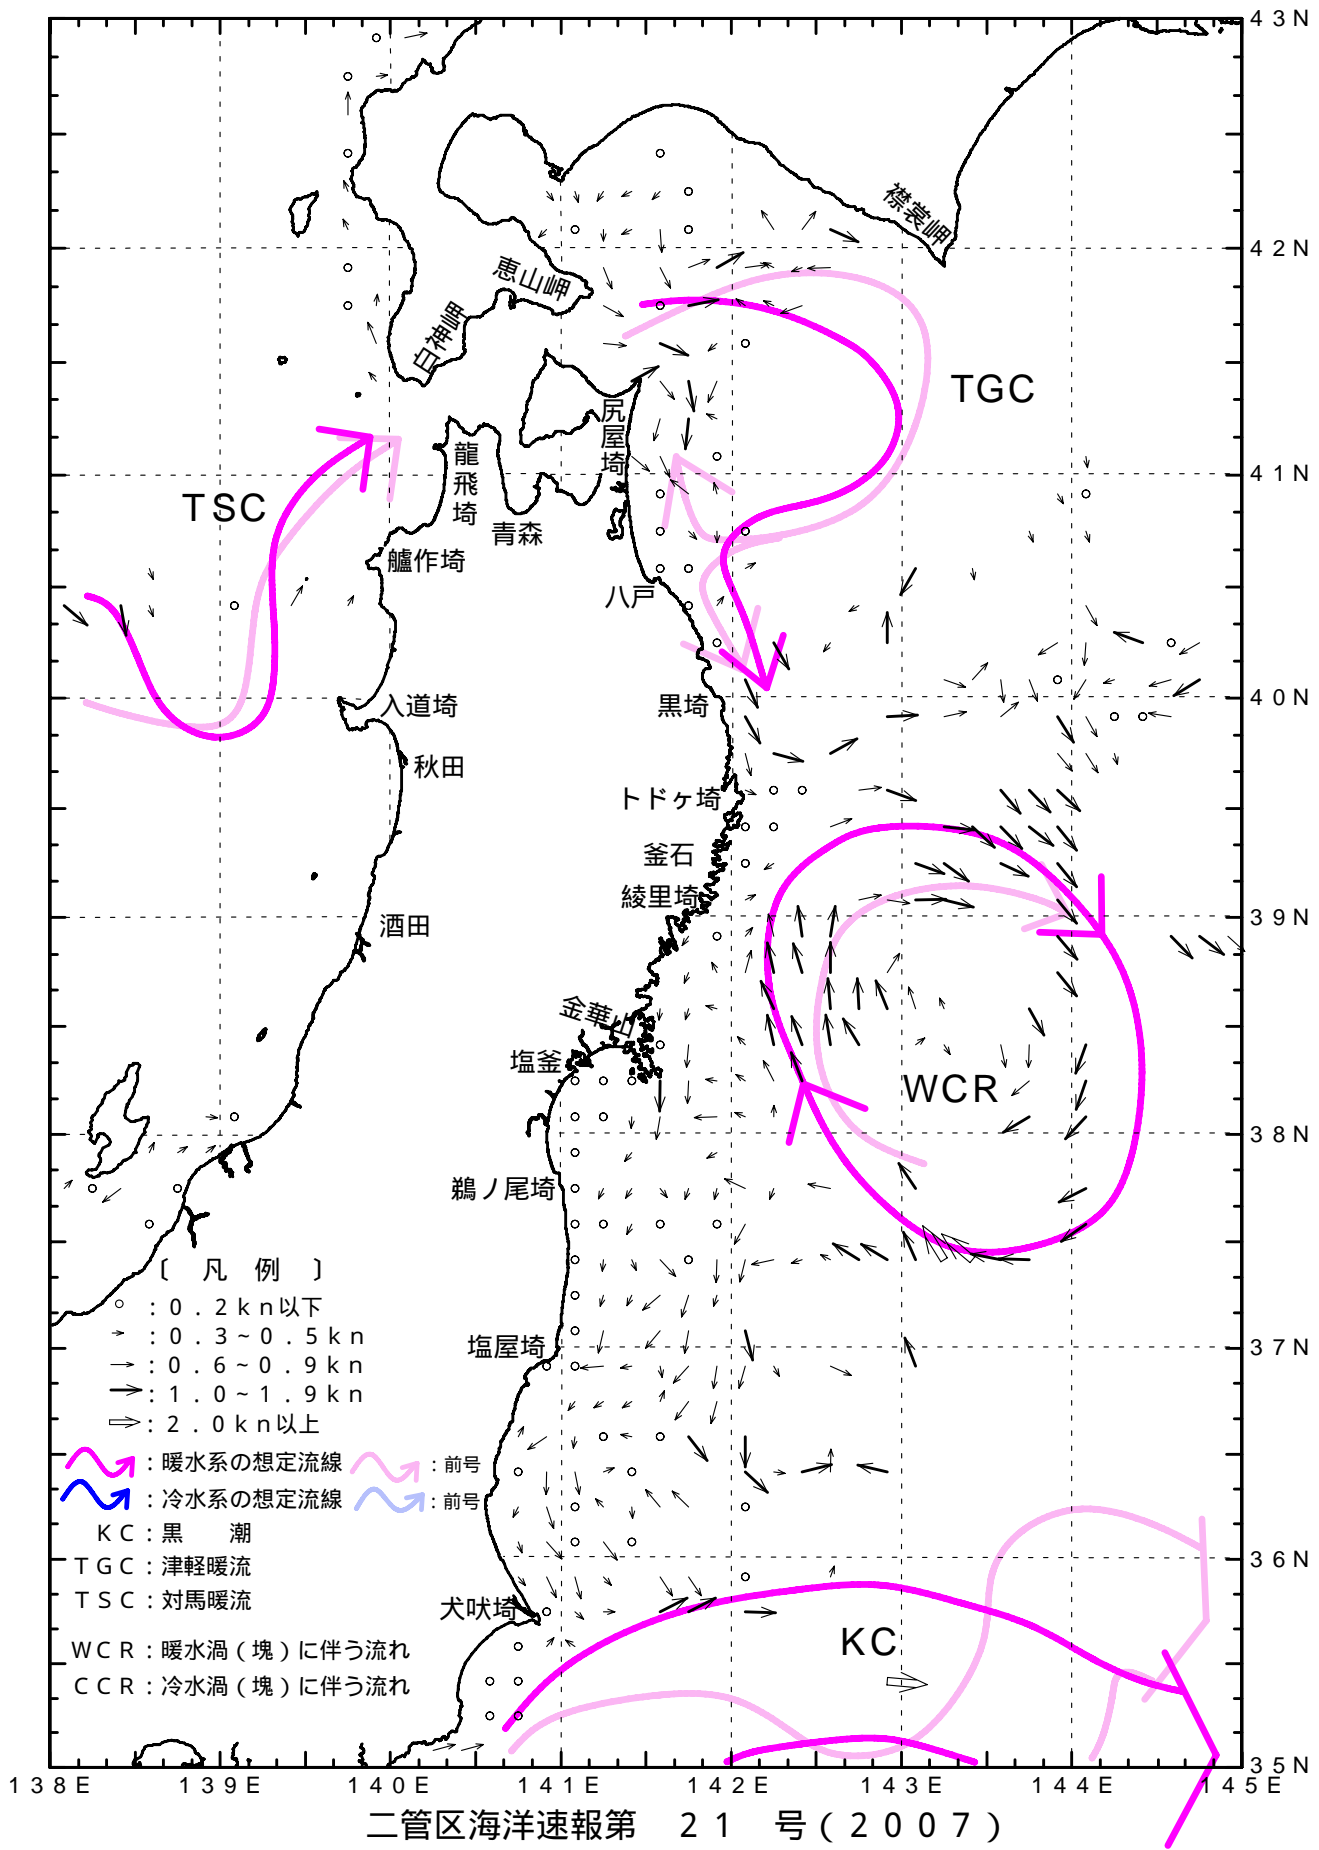 43N
襟裳岬
42N
恵山岬
白神岬
TGC
尻屋埼
龍飛埼
41N
TSC
青森
艫作埼
八戸
入道埼
黒埼
40N
秋田
トドヶ埼
釜石
綾里埼
39N
酒田
金華山
塩釜
WCR
38N
鵜ノ尾埼
〔 凡 例 〕
○ :0.2kn以下
:0.3~0.5kn
:0.6~0.9kn
:1.0~1.9kn
:2.0kn以上
塩屋埼
37N
:暖水系の想定流線 :前号
:冷水系の想定流線 :前号
KC:黒 潮
TGC:津軽暖流
TSC:対馬暖流
WCR:暖水渦(塊)に伴う流れ
CCR:冷水渦(塊)に伴う流れ
36N
犬吠埼
KC
35N
138E 139E 140E 141E 142E 143E 144E 145E
二管区海洋速報第 21 号(2007)